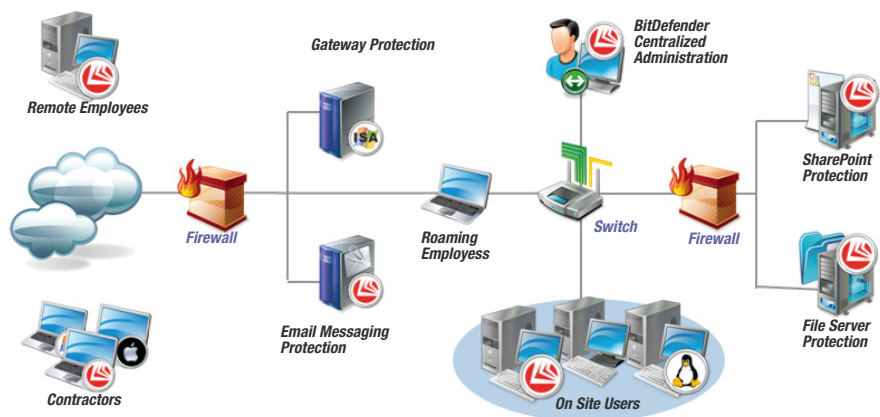 BitDefender
Centralized
Administration
Gateway Protection
Remote Employees
ISA
SharePoint
Protection
Firewall
Roaming
Employess
Switch
Firewall
Email Messaging
Protection
File Server
Protection
Contractors
On Site Users